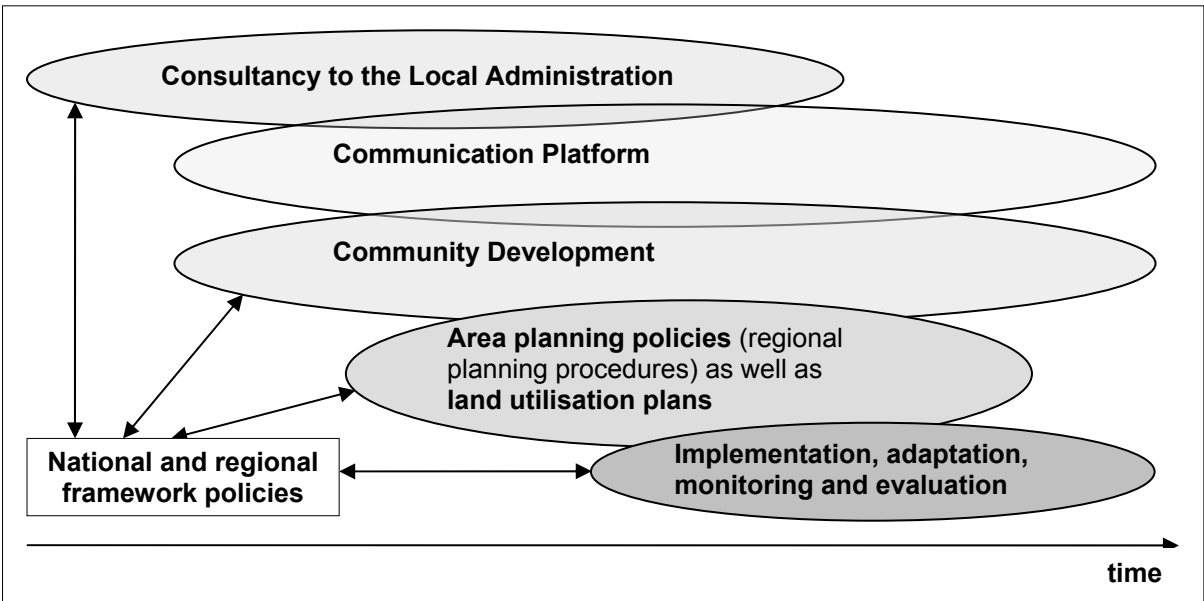 Consultancy to the Local Administration
Communication Platform
Community Development
Area planning policies (regional
planning procedures) as well as
land utilisation plans
National and regional
framework policies
Implementation, adaptation,
monitoring and evaluation
time